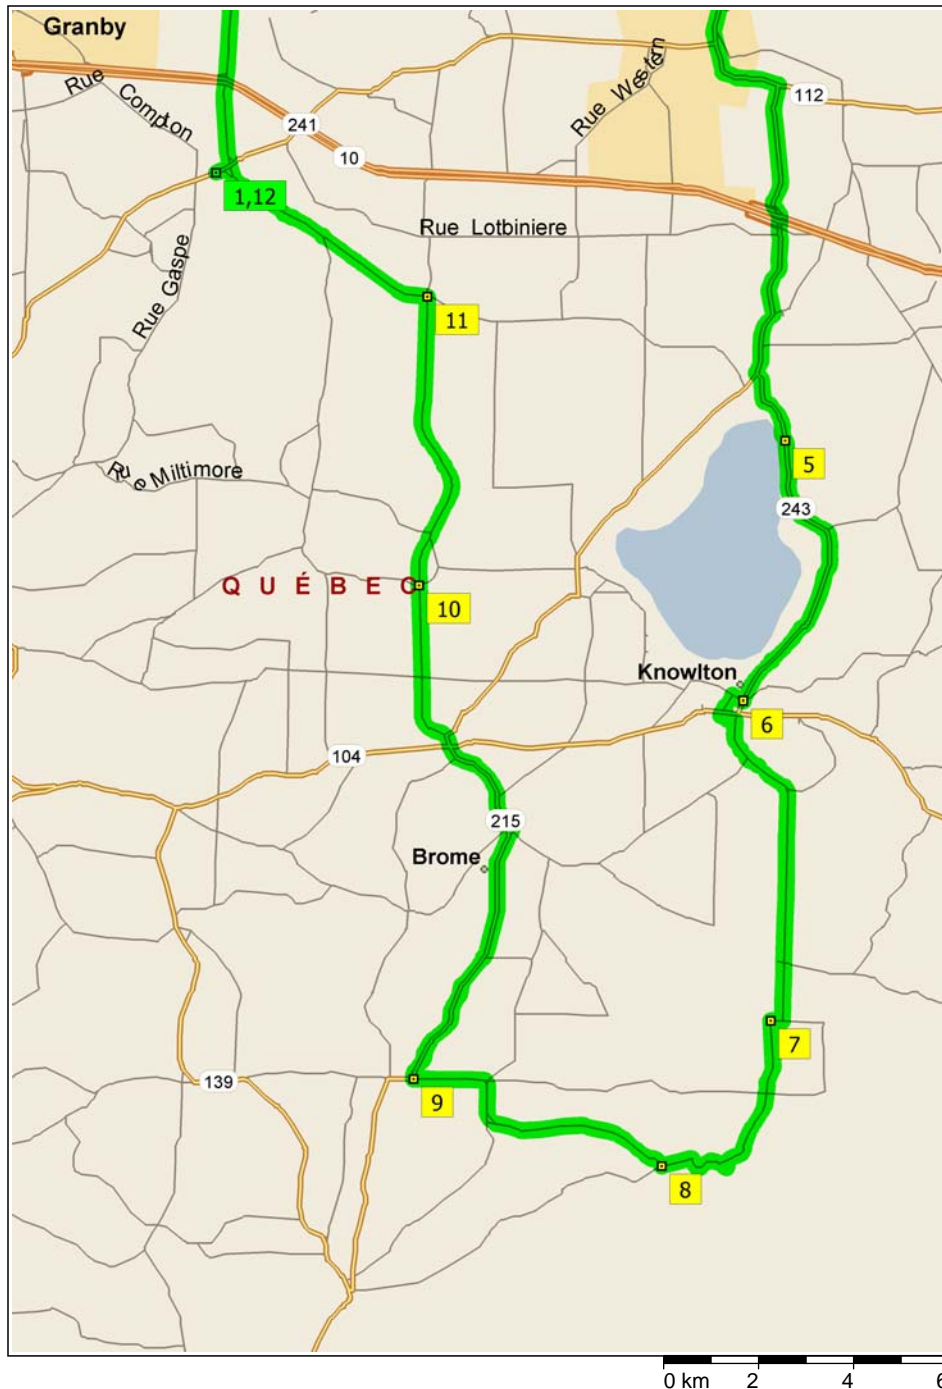 Granby
Rue Compton
Rue Western
112
241
10
1,12
Rue Lotbiniere
Rue Gaspe
11
5
Rue Miltimore
243
QUÉBEC
10
Knowlton
6
104
215
Brome
7
139
9
8
0 km 2 4 6